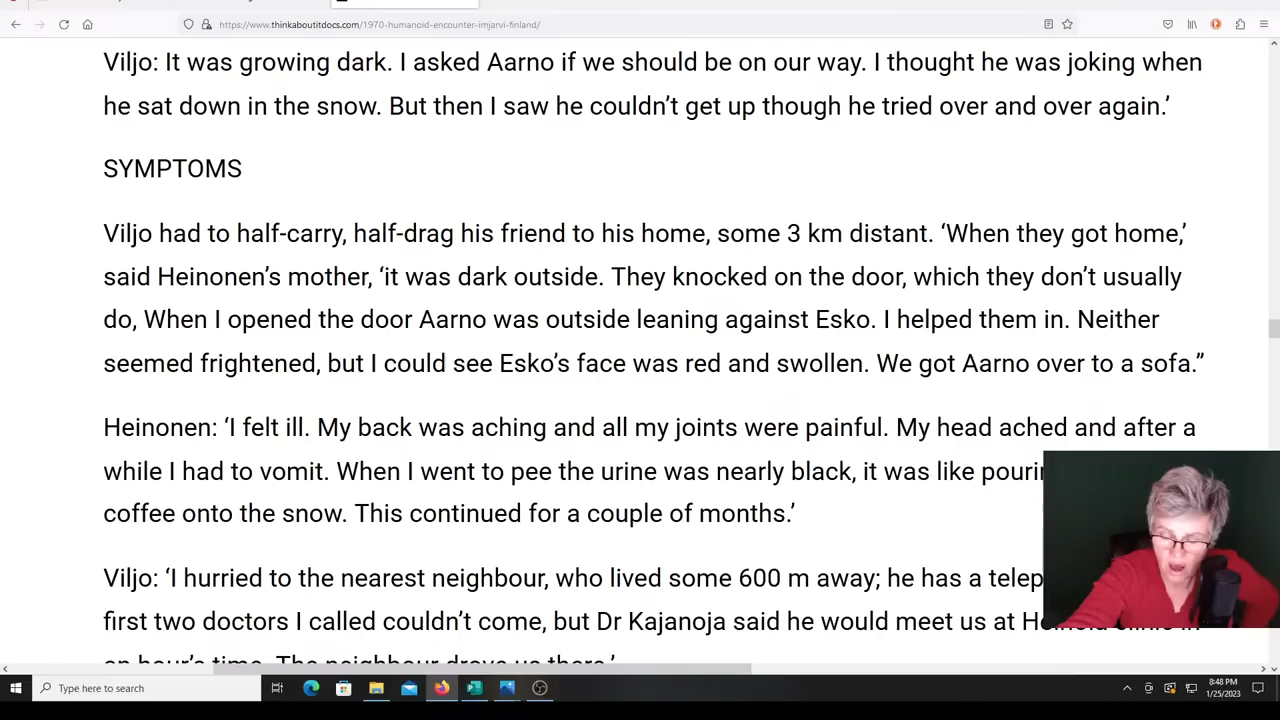 https://www.thinkaboutitdocs.com/1970-humanoid-encounter-imjarvi-finland/
Viljo: It was growing dark. I asked Aarno if we should be on our way. I thought he was joking when
he sat down in the snow. But then I saw he couldn’t get up though he tried over and over again.’
SYMPTOMS
Viljo had to half-carry, half-drag his friend to his home, some 3 km distant. ‘When they got home,’
said Heinonen’s mother, ‘it was dark outside. They knocked on the door, which they don’t usually
do, When I opened the door Aarno was outside leaning against Esko. I helped them in. Neither
seemed frightened, but I could see Esko’s face was red and swollen. We got Aarno over to a sofa.”
Heinonen: ‘I felt ill. My back was aching and all my joints were painful. My head ached and after a
while I had to vomit. When I went to pee the urine was nearly black, it was like
coffee onto the snow. This continued for a couple of months.’
Viljo: ‘I hurried to the nearest neighbour, who lived some 600 m away; he has a
first two doctors I called couldn’t come, but Dr Kajanoja said he would meet us at
an hour’s time. The neighbour drove us there.’
Type here to search
8:48 PM
1/25/2023